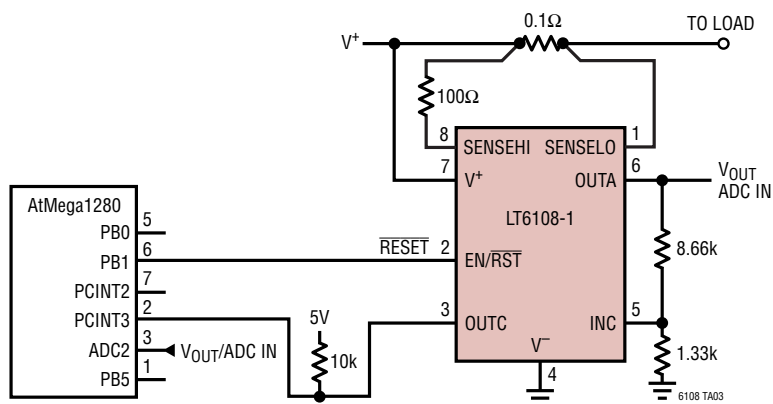 0.1Ω
TO LOAD
V+
100Ω
8 SENSEHI SENSELO 1
7 V+ OUTA 6
VOUT
ADC IN
LT6108-1
8.66k
AtMega1280
PB0 5
PB1 6
RESET 2 EN/RST
PCINT2 7
PCINT3 2
3 OUTC INC 5
5V
ADC2 3 VOUT/ADC IN
10k
V– 4
1.33k
PB5 1
6108 TA03